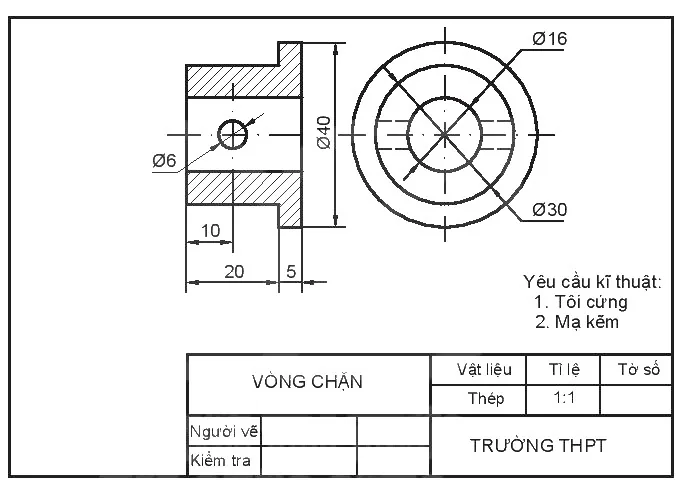 Ø16
Ø40
Ø6
Ø30
10
20
5
Yêu cầu kĩ thuật:
1. Tôi cứng
2. Mạ kẽm
VÒNG CHẶN
Vật liệu
Tỉ lệ
Tờ số
Thép
1:1
Người vẽ
Kiểm tra
TRƯỜNG THPT